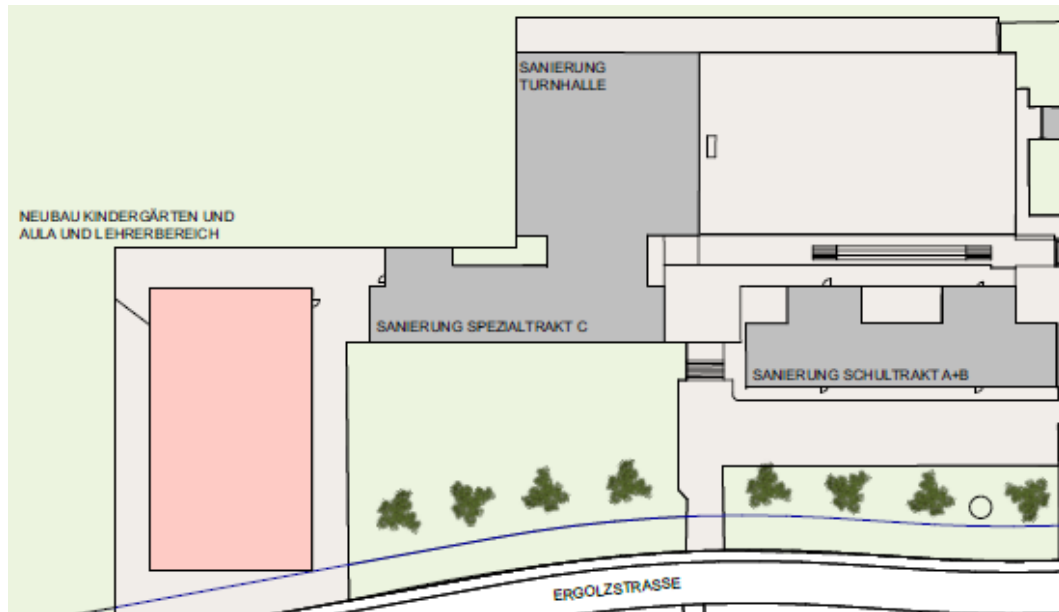 SANIERUNG
TURNHALLE
NEUBAU KINDERGÄRTEN UND
AULA UND LEHRERBEREICH
SANIERUNG SPEZIALTRAKT C
SANIERUNG SCHULTRAKT A+B
ERGOLZSTRASSE